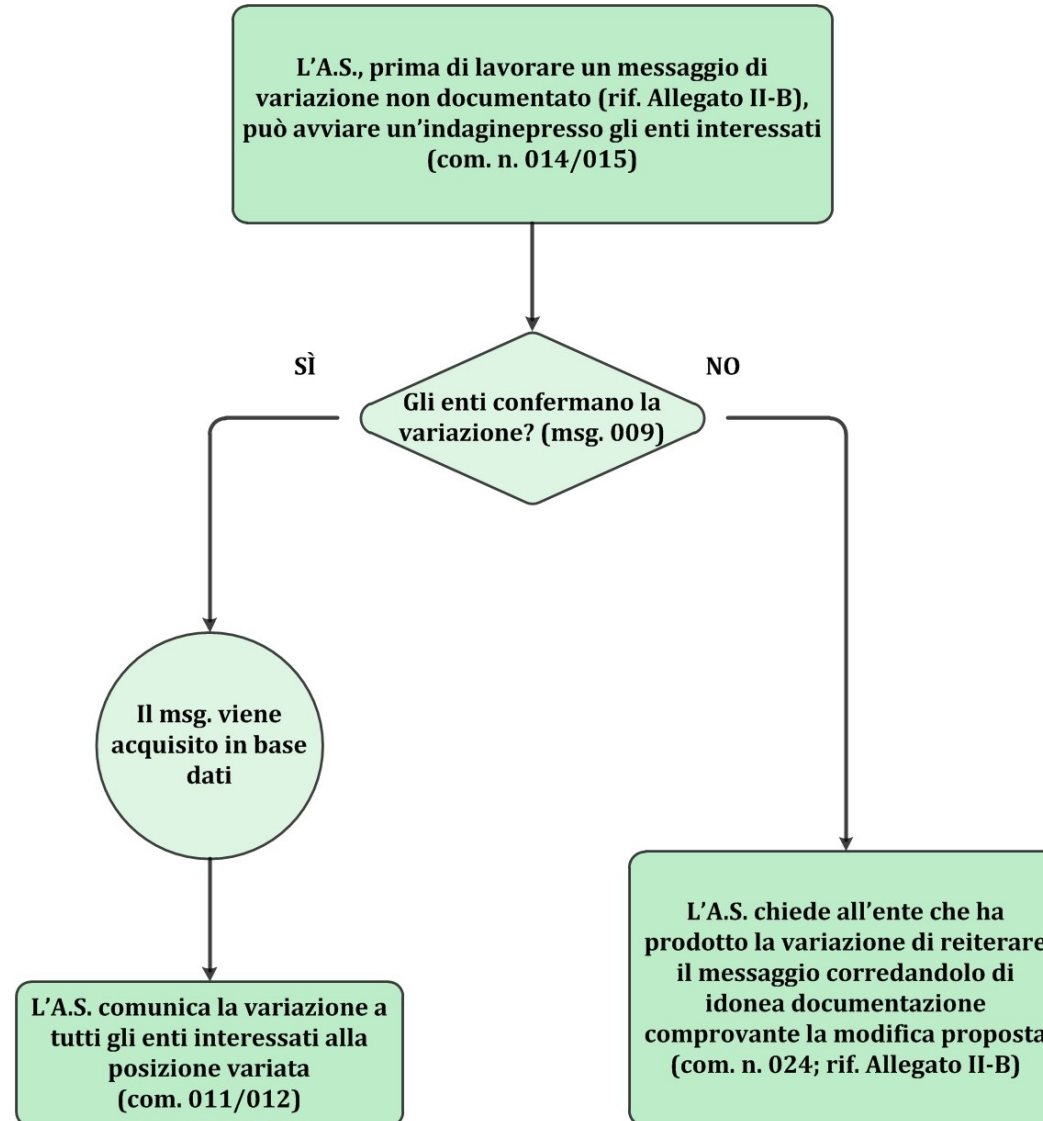 L’A.S., prima di lavorare un messaggio di
variazione non documentato (rif. Allegato II-B),
può avviare un’indaginepresso gli enti interessati
(com. n. 014/015)
SÌ
NO
Gli enti confermano la
variazione? (msg. 009)
Il msg. viene
acquisito in base
dati
L’A.S. chiede all’ente che ha
prodotto la variazione di reiterare
il messaggio corredandolo di
idonea documentazione
comprovante la modifica proposta
(com. n. 024; rif. Allegato II-B)
L’A.S. comunica la variazione a
tutti gli enti interessati alla
posizione variata
(com. 011/012)